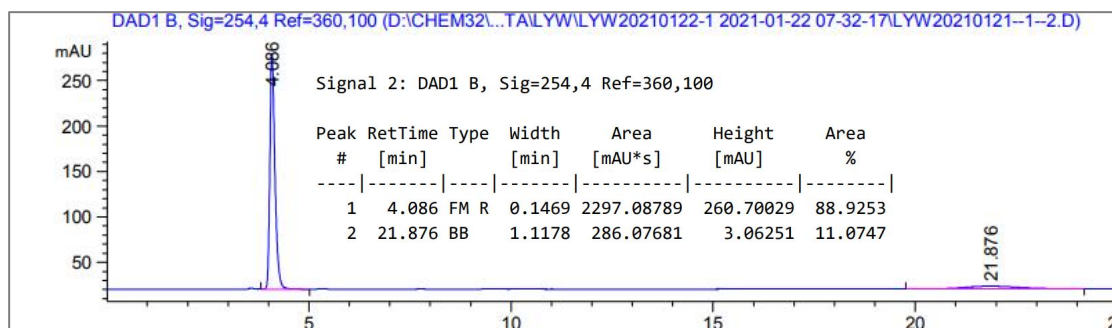 DAD1 B, Sig=254,4 Ref=360,100 (D:\CHEM32\...TA\LYW\LYW20210122-1 2021-01-22 07-32-17\LYW20210121--1--2.D)
mAU
4.086
250
200
150
100
50
Signal 2: DAD1 B, Sig=254,4 Ref=360,100
Peak RetTime Type Width Area Height Area
# [min] [min] [mAU*s] [mAU] %
----|-------|----|-------|----------|----------|--------|
1 4.086 FM R 0.1469 2297.08789 260.70029 88.9253
2 21.876 BB 1.1178 286.07681 3.06251 11.0747
21.876
5 10 15 20